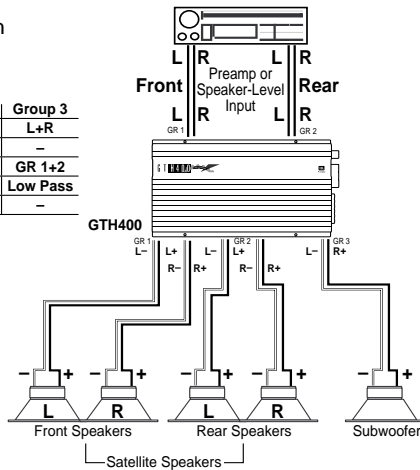 n
L R L R
Front Preamp or Speaker-Level Input Rear
L R L R
GR 1 GR 2
Group 3
L+R
–
GR 1+2
Low Pass
–
GTH400
GR 1 GR 2 GR 3
L– L+ L– L+ L– R+
R– R+ R– R+
– + – + – + – + – +
L R L R
Front Speakers Rear Speakers Subwoofer
Satellite Speakers